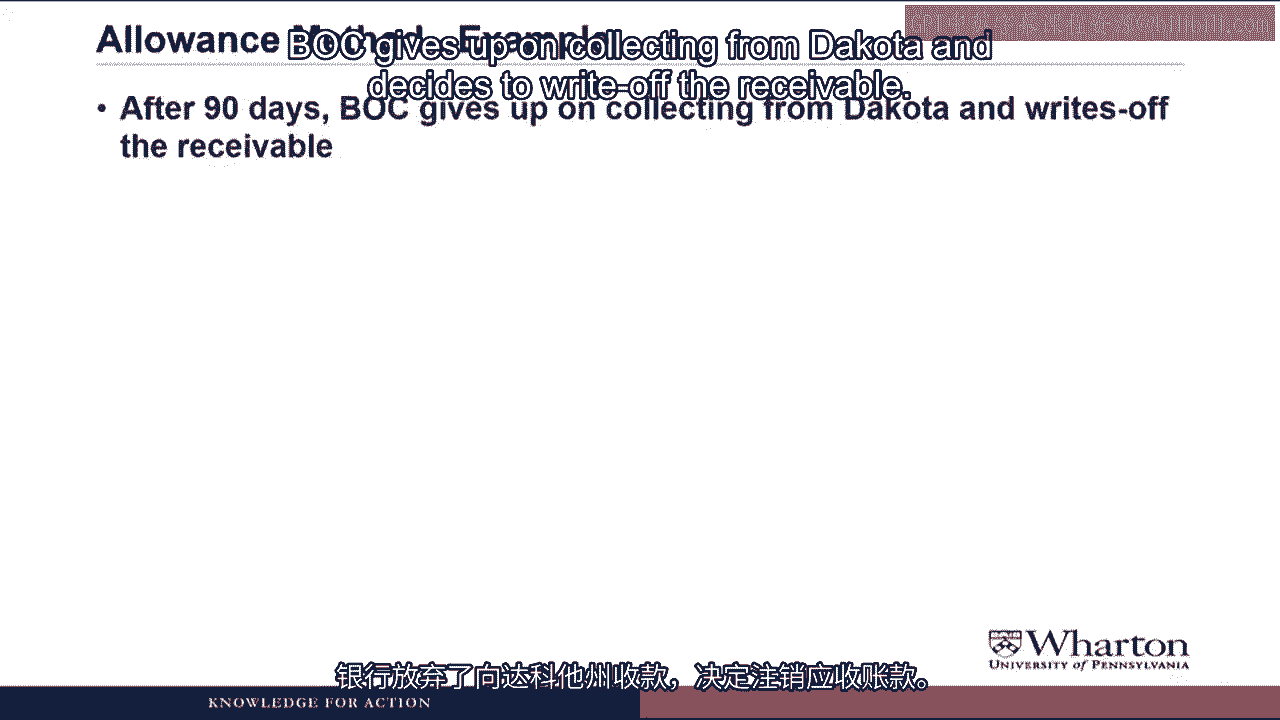 Allowance Method - Example
BOC gives up on collecting from Dakota and
decides to write-off the receivable.
• After 90 days, BOC gives up on collecting from Dakota and writes-off
the receivable
Wharton
UNIVERSITY of PENNSYLVANIA
银行放弃了向达科他州收款，决定注销应收账款。
KNOWLEDGE FOR ACTION